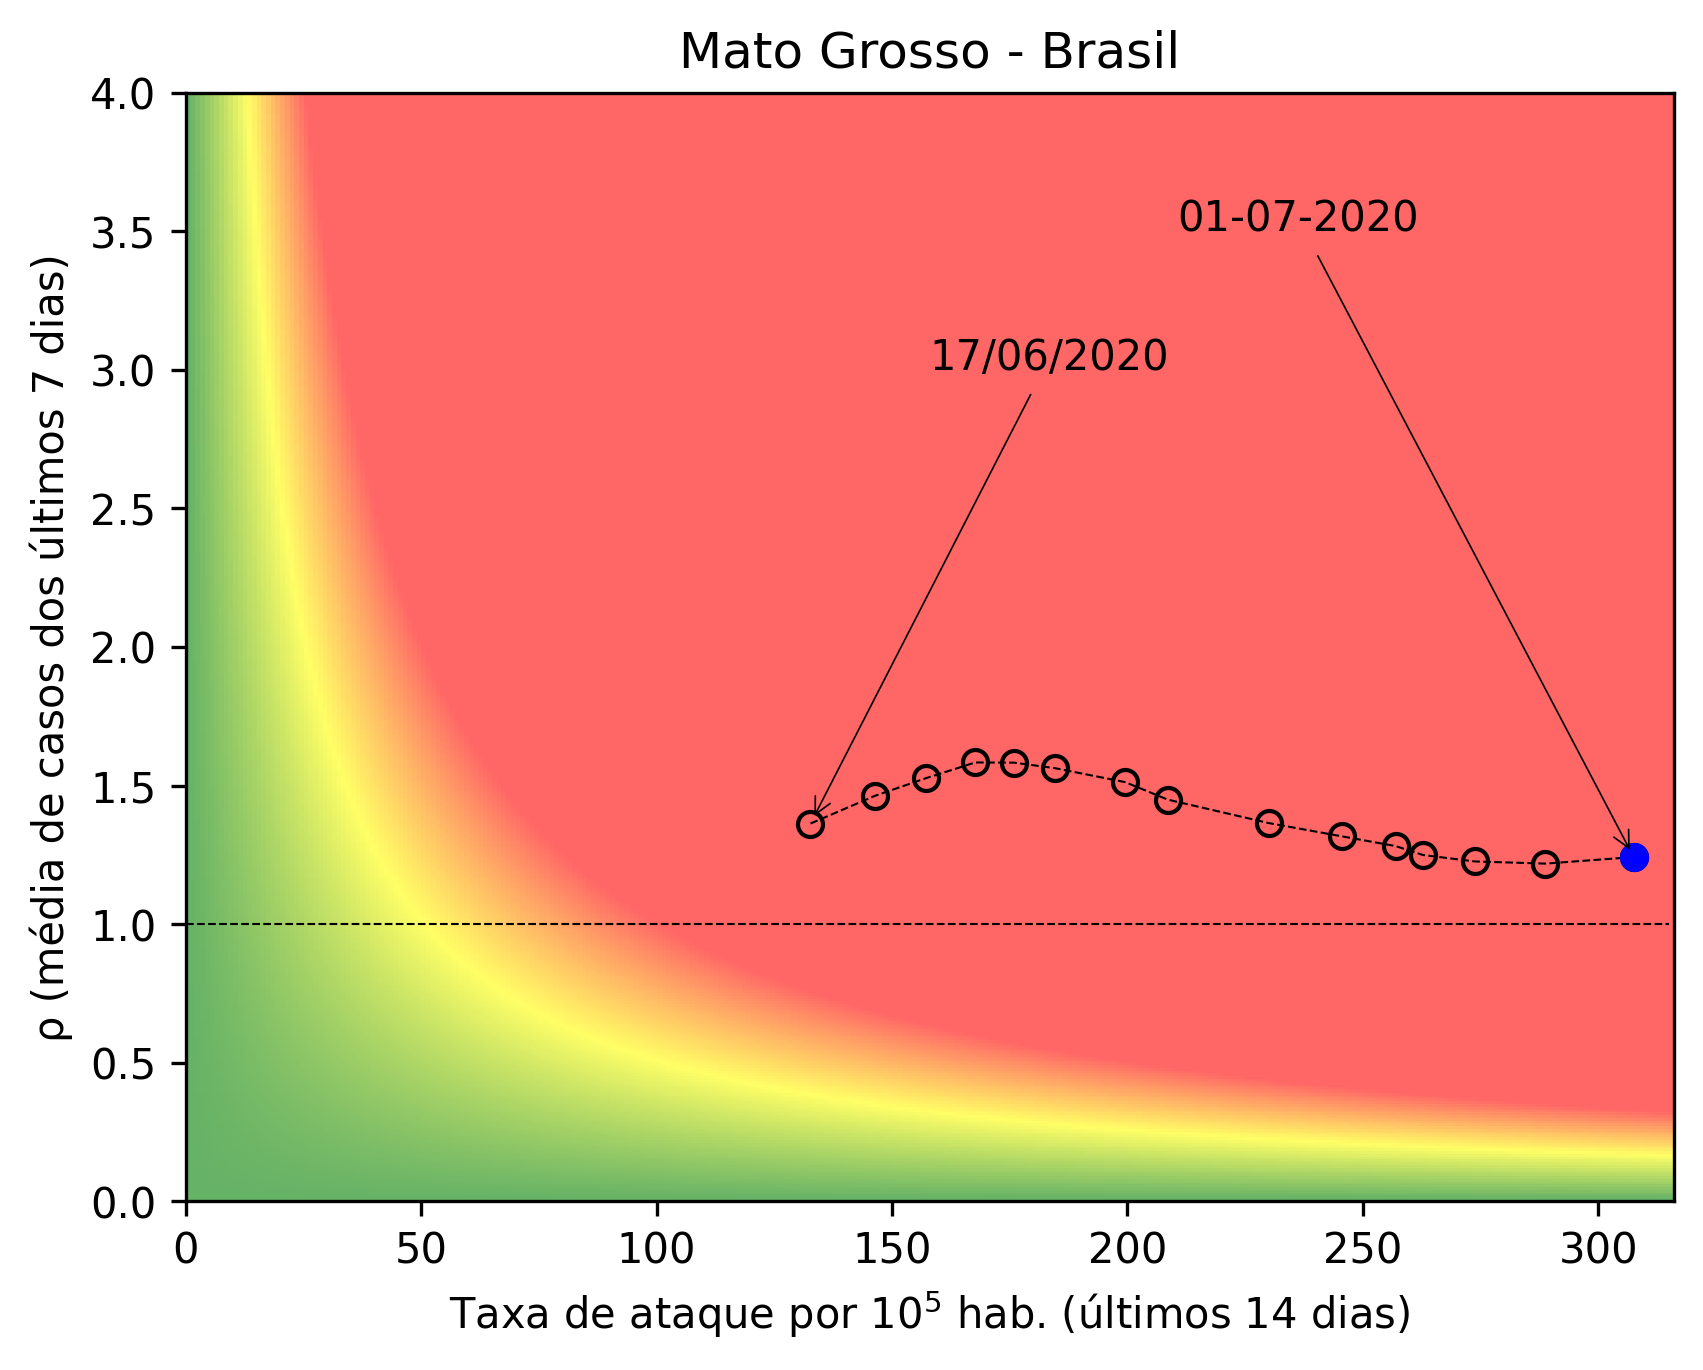 Mato Grosso - Brasil
4.0
3.5
3.0
2.5
2.0
1.5
1.0
0.5
0.0
ρ (média de casos dos últimos 7 dias)
01-07-2020
17/06/2020
0 50 100 150 200 250 300
Taxa de ataque por 10⁵ hab. (últimos 14 dias)